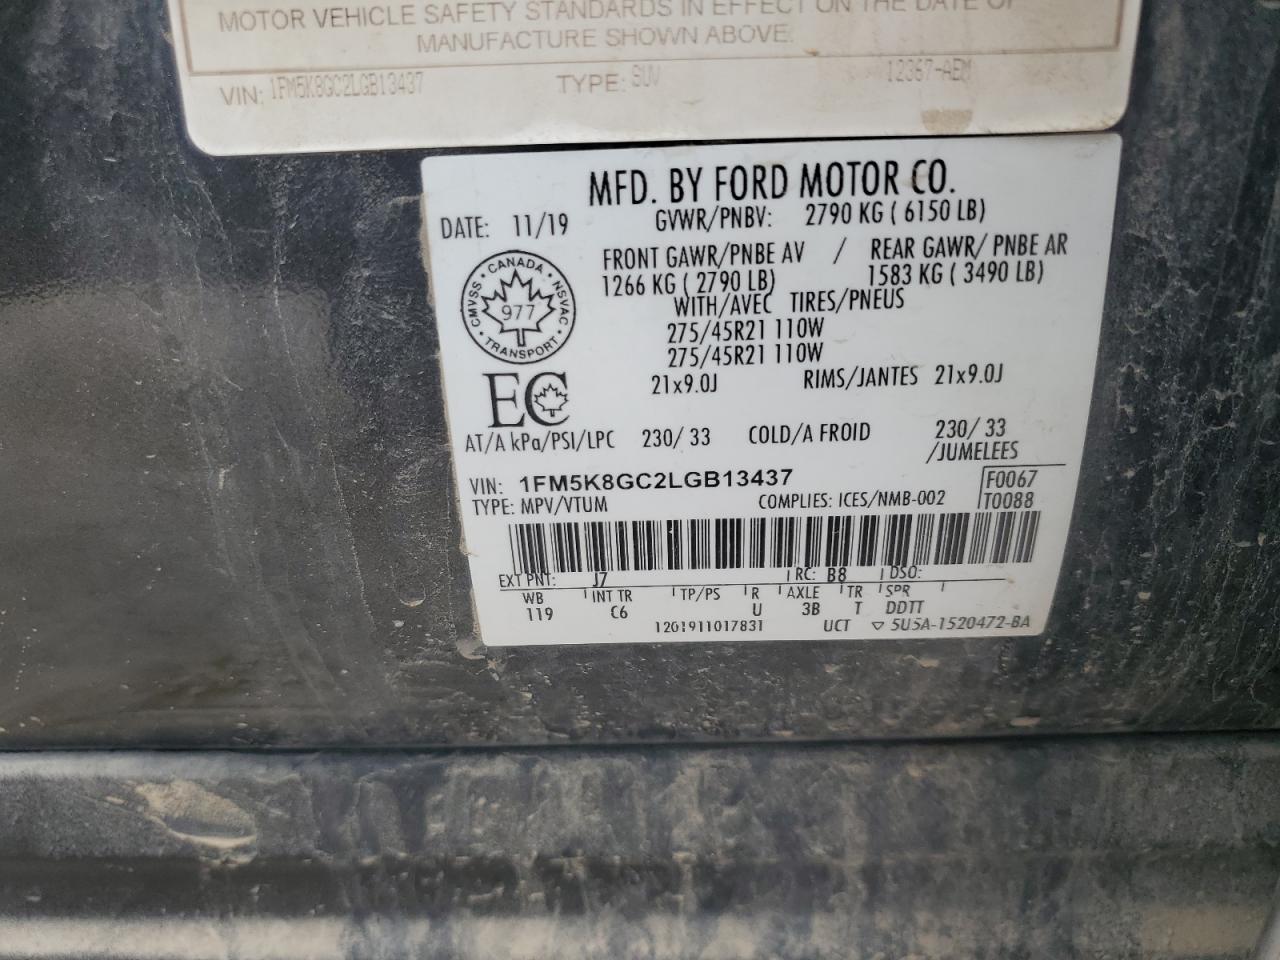 MOTOR VEHICLE SAFETY STANDARDS IN EFFECT ON THE DATE OF
MANUFACTURE SHOWN ABOVE.
VIN: 1FM5K8GC2LGB13437 TYPE: SUV 12367-AEM
MFD. BY FORD MOTOR CO.
DATE: 11/19 GVWR/PNBV: 2790 KG ( 6150 LB)
FRONT GAWR/PNBE AV / REAR GAWR/ PNBE AR
1266 KG ( 2790 LB) 1583 KG ( 3490 LB)
WITH/AVEC TIRES/PNEUS
275/45R21 110W
275/45R21 110W
21x9.0J RIMS/JANTES 21x9.0J
CANADA
CMVSS 977 NSVAC
TRANSPORT
EC
AT/A kPa/PSI/LPC 230/ 33 COLD/A FROID 230/ 33
/JUMELEES
VIN: 1FM5K8GC2LGB13437 F0067
TYPE: MPV/VTUM COMPLIES: ICES/NMB-002 T0088
EXT PNT: J7 RC: B8 DSO:
WB INT TR TP/PS R AXLE TR SPR
119 C6 U 3B T DDTT
1201911017831 UCT ▽ 5U5A-1520472-BA